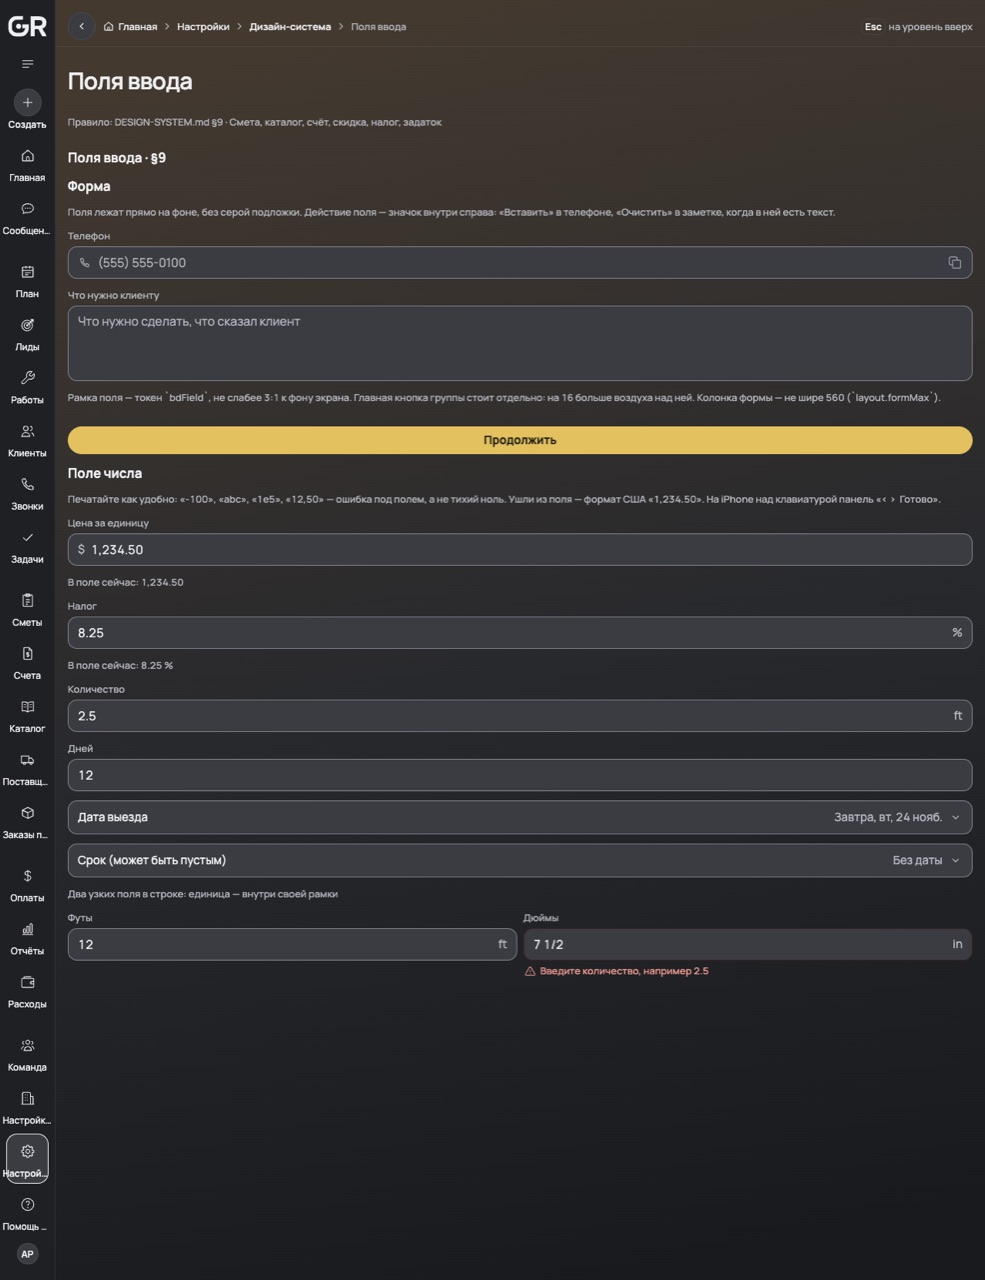 GR
Создать
Главная
Сообщен...
План
Лиды
Работы
Клиенты
Звонки
Задачи
Сметы
Счета
Каталог
Поставщ...
Заказы п...
Оплаты
Отчёты
Расходы
Команда
Настройк...
Настрой...
Помощь ...
AP
Главная > Настройки > Дизайн-система > Поля ввода
Esc на уровень вверх
Поля ввода
Правило: DESIGN-SYSTEM.md §9 · Смета, каталог, счёт, скидка, налог, задаток
Поля ввода · §9
Форма
Поля лежат прямо на фоне, без серой подложки. Действие поля — значок внутри справа: «Вставить» в телефоне, «Очистить» в заметке, когда в ней есть текст.
Телефон
(555) 555-0100
Что нужно клиенту
Что нужно сделать, что сказал клиент
Рамка поля — токен `bdField`, не слабее 3:1 к фону экрана. Главная кнопка группы стоит отдельно: на 16 больше воздуха над ней. Колонка формы — не шире 560 (`layout.formMax`).
Продолжить
Поле числа
Печатайте как удобно: «-100», «abc», «1e5», «12,50» — ошибка под полем, а не тихий ноль. Ушли из поля — формат США «1,234.50». На iPhone над клавиатурой панель «‹ › Готово».
Цена за единицу
$ 1,234.50
В поле сейчас: 1,234.50
Налог
8.25 %
В поле сейчас: 8.25 %
Количество
2.5 ft
Дней
12
Дата выезда Завтра, вт, 24 нояб.
Срок (может быть пустым) Без даты
Два узких поля в строке: единица — внутри своей рамки
Футы Дюймы
12 ft 7 1/2 in
Введите количество, например 2.5